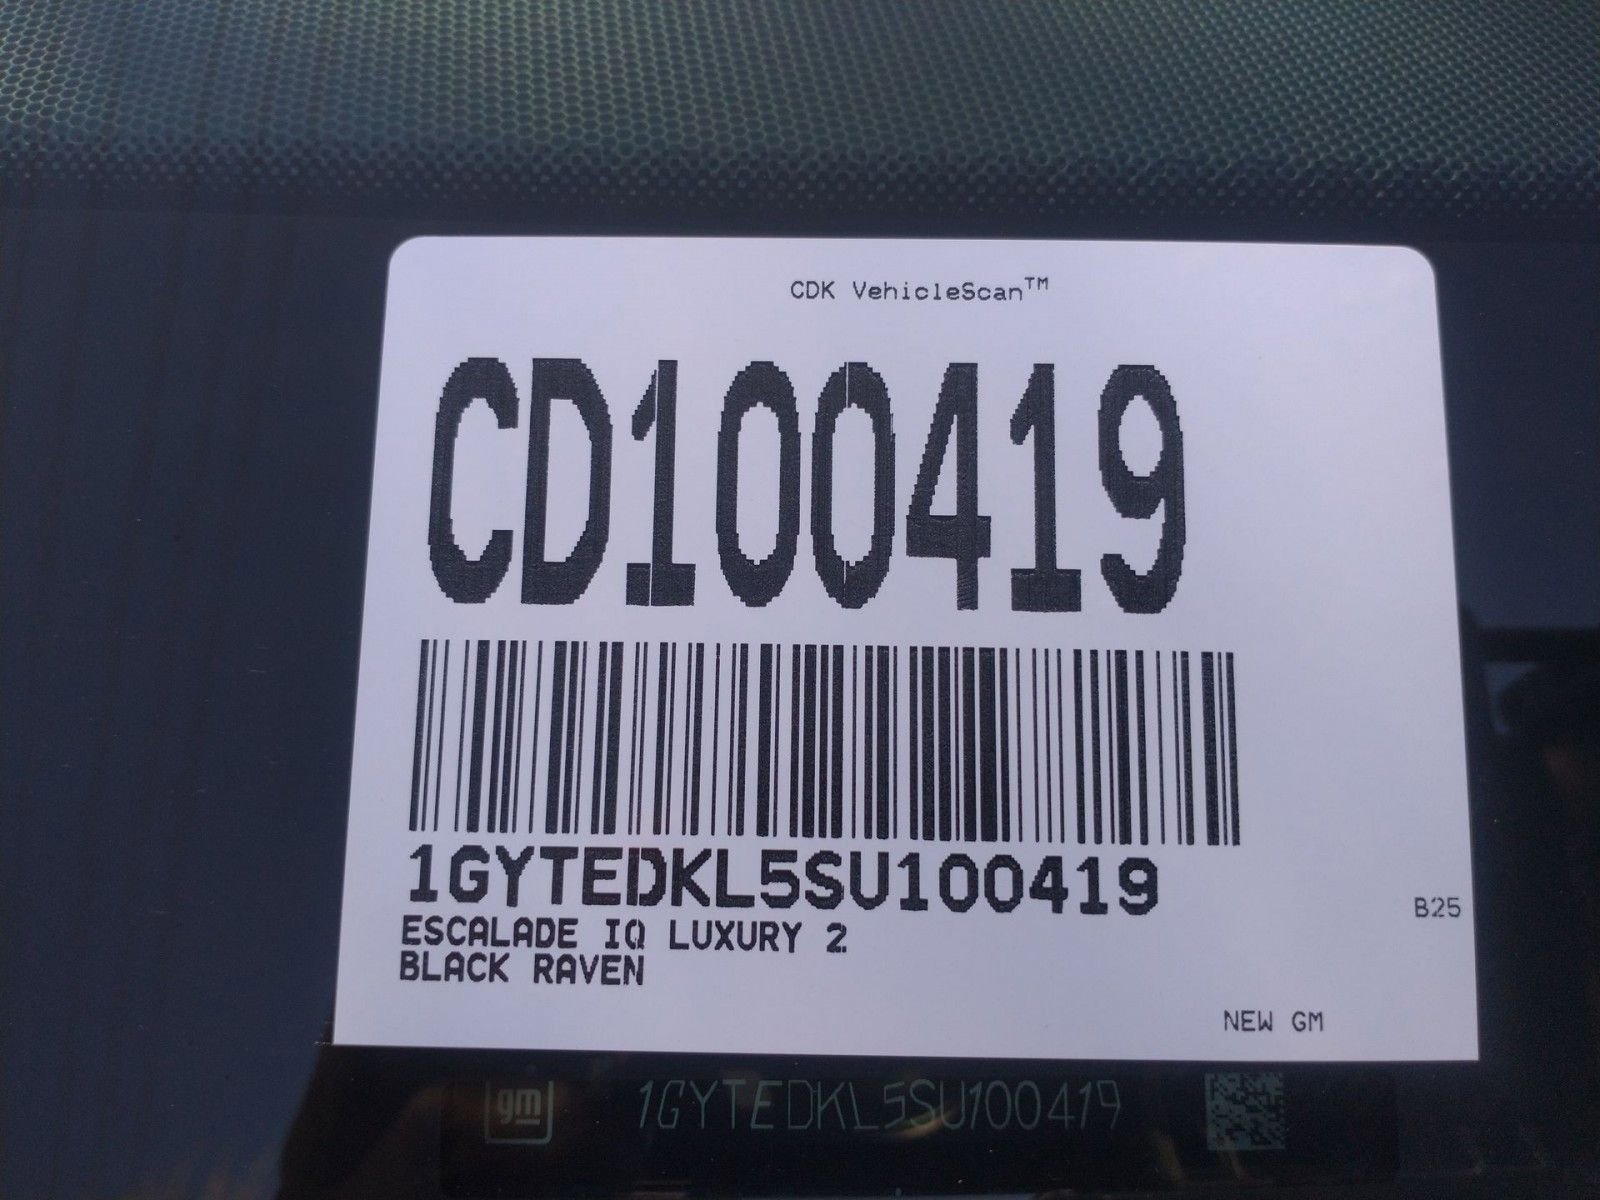 CDK VehicleScan™
CD100419
1GYTEDKL5SU100419
ESCALADE IQ LUXURY 2
BLACK RAVEN
B25
NEW GM
gm 1GYTEDKL5SU100419